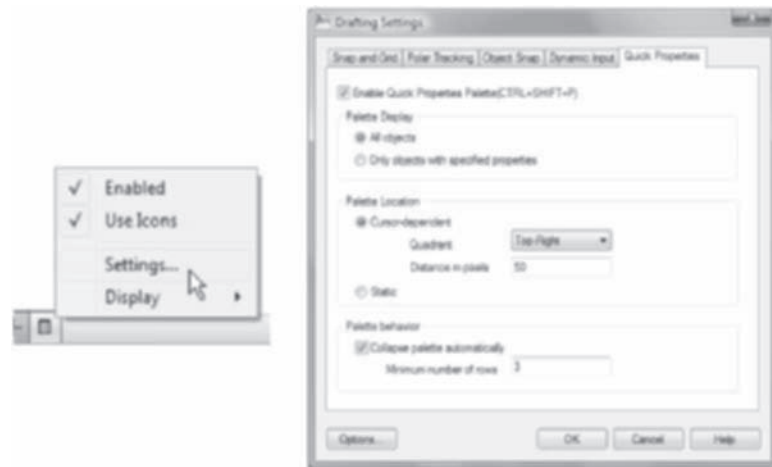 Enabled
Use Icons
Settings...
Display
Drafting Settings
Snap and Grid Polar Tracking Object Snap Dynamic Input Quick Properties
Enable Quick Properties Palette(CTRL+SHIFT+P)
Palette Display
All objects
Only objects with specified properties
Palette Location
Cursor-dependent
Quadrant Top-Right
Distance in pixels 50
Static
Palette behavior
Collapse palette automatically
Minimum number of rows 3
Options... OK Cancel Help